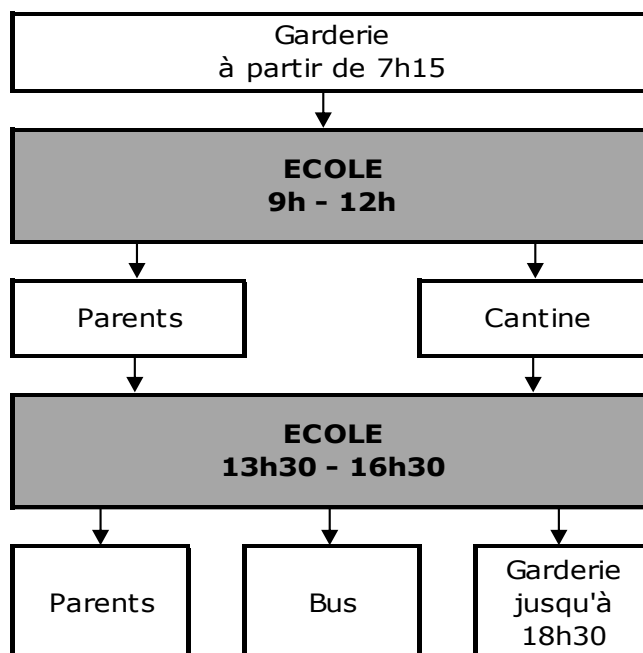 Garderie
à partir de 7h15
ECOLE
9h - 12h
Parents
Cantine
ECOLE
13h30 - 16h30
Parents
Bus
Garderie
jusqu'à
18h30